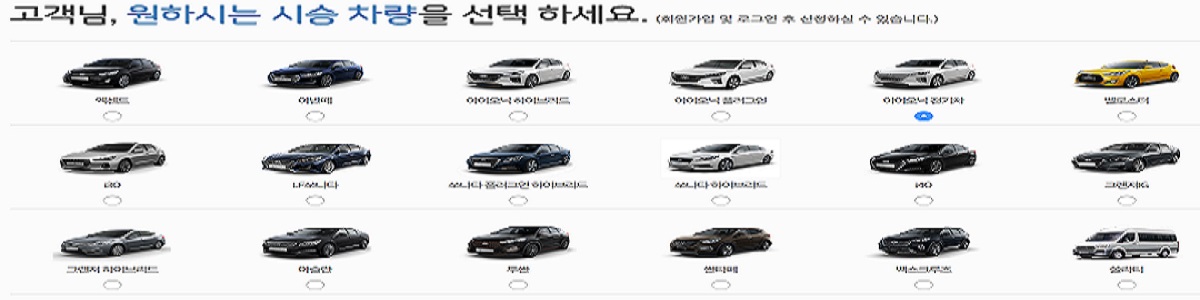 고객님, 원하시는 시승 차량을 선택 하세요. (회원가입 및 로그인 후 신청하실 수 있습니다.)
엑센트 아반떼 아이오닉 하이브리드 아이오닉 플러그인 아이오닉 전기차 벨로스터
i30 LF쏘나타 쏘나타 플러그인 하이브리드 쏘나타 하이브리드 i40 그랜저IG
그랜저 하이브리드 아슬란 투싼 싼타페 맥스크루즈 쏠라티